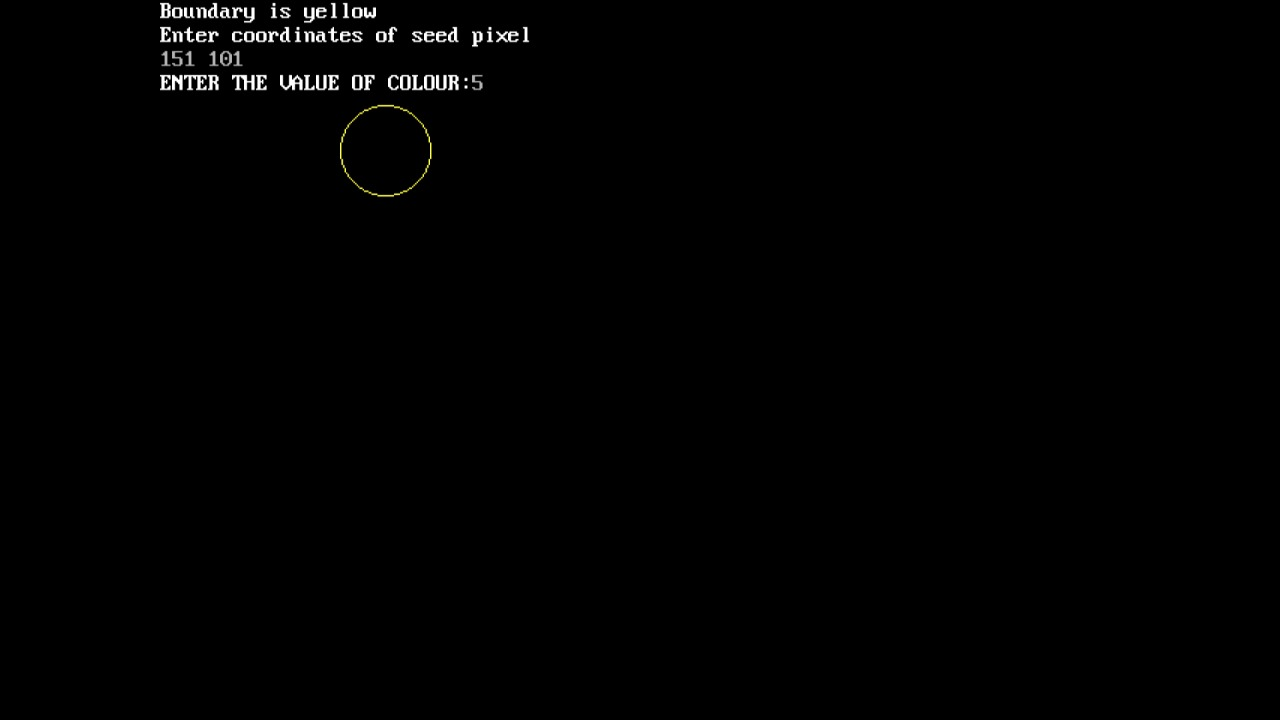 Boundary is yellow
Enter coordinates of seed pixel
151 101
ENTER THE VALUE OF COLOUR:5